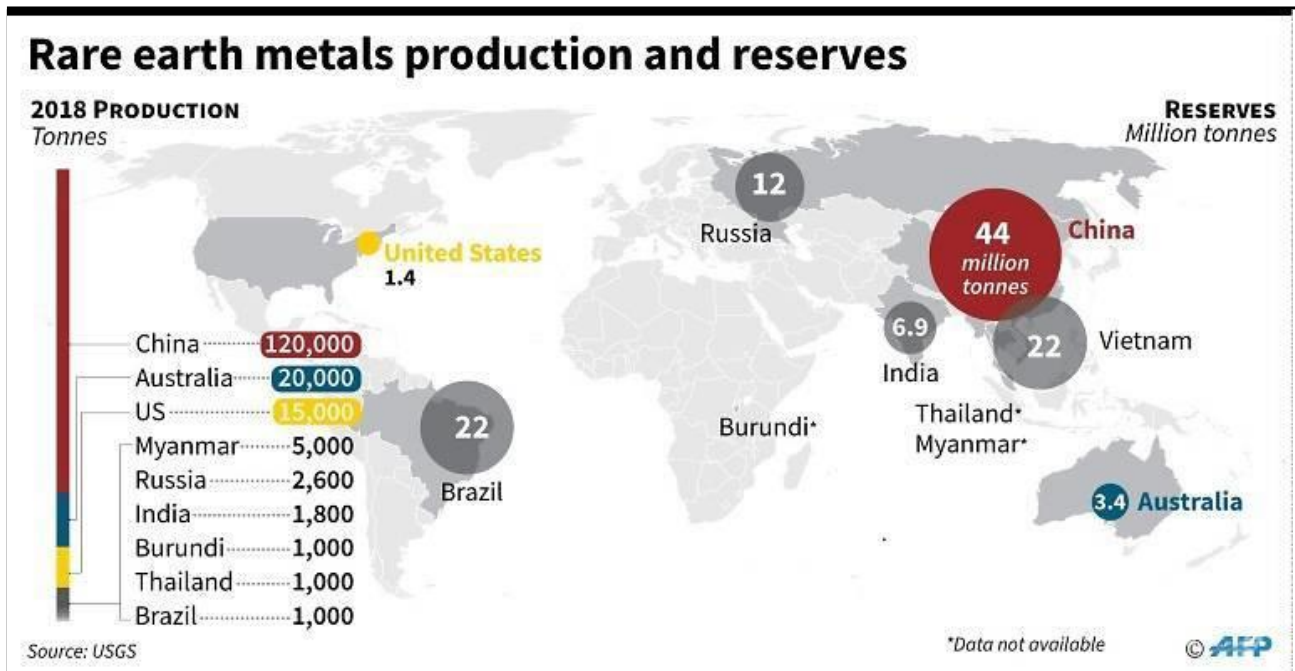 Rare earth metals production and reserves
2018 PRODUCTION
Tonnes
RESERVES
Million tonnes
12
Russia
44
million
tonnes
China
United States
1.4
6.9
India
22
Vietnam
China 120,000
Australia 20,000
US 15,000
Myanmar 5,000
Russia 2,600
India 1,800
Burundi 1,000
Thailand 1,000
Brazil 1,000
22
Brazil
Burundi*
Thailand*
Myanmar*
3.4 Australia
Source: USGS
*Data not available
© AFP